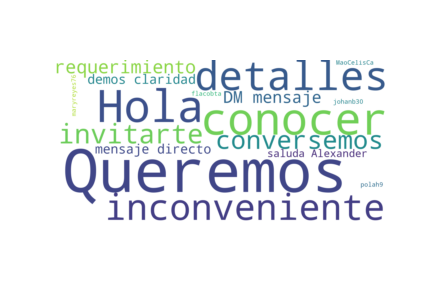 MaoCelisCa
requerimiento
detalles
demos claridad
maryreyes76
flacobta
DM mensaje
Hola
johanb30
conocer
invitarte
conversemos
mensaje directo
saluda Alexander
Queremos
polah9
inconveniente